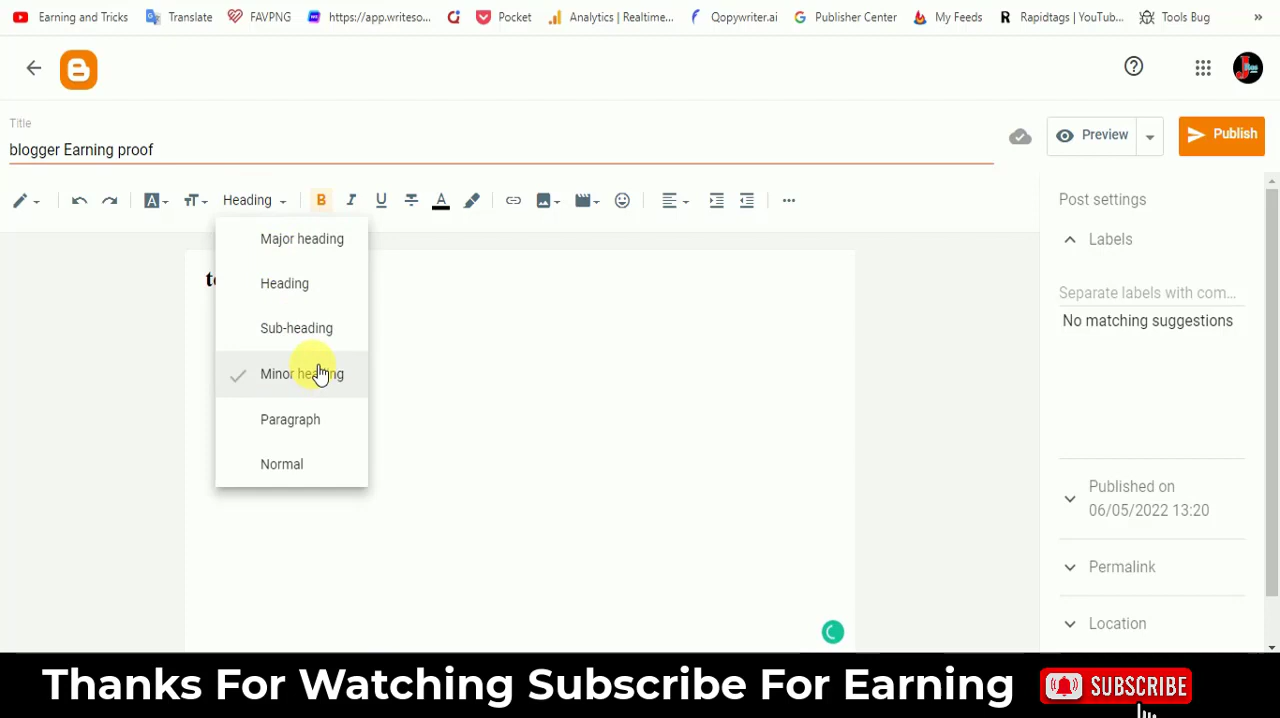 Earning and Tricks Translate FAVPNG https://app.writeso... Pocket Analytics | Realtime... Qopywriter.ai Publisher Center My Feeds R Rapidtags | YouTub... Tools Bug »
Title
blogger Earning proof
Preview
Publish
Heading B I U A
Major heading
Heading
Sub-heading
Minor heading
Paragraph
Normal
Post settings
Labels
Separate labels with com...
No matching suggestions
Published on
06/05/2022 13:20
Permalink
Location
Thanks For Watching Subscribe For Earning SUBSCRIBE